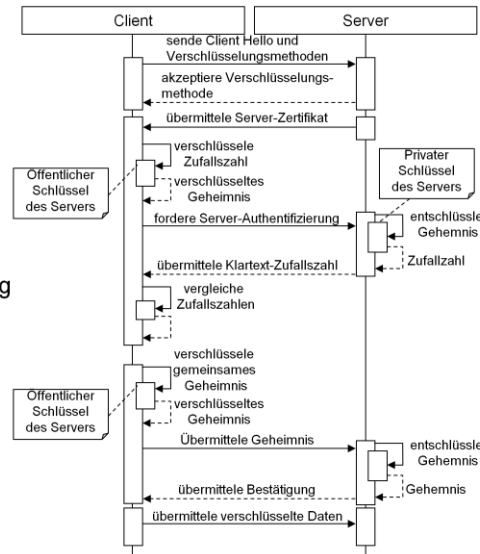 Client
Server
sende Client Hello und
Verschlüsselungsmethoden
akzeptiere Verschlüsselungs-
methode
übermittele Server-Zertifikat
verschlüssele
Zufallszahl
Öffentlicher
Schlüssel
des Servers
verschlüsseltes
Geheimnis
Privater
Schlüssel
des Servers
fordere Server-Authentifizierung
entschlüssle
Gehemnis
Zufallzahl
übermittele Klartext-Zufallszahl
g
vergleiche
Zufallszahlen
verschlüssele
gemeinsames
Geheimnis
Öffentlicher
Schlüssel
des Servers
verschlüsseltes
Geheimnis
Übermittele Geheimnis
entschlüssle
Gehemnis
Gehemnis
übermittele Bestätigung
übermittele verschlüsselte Daten